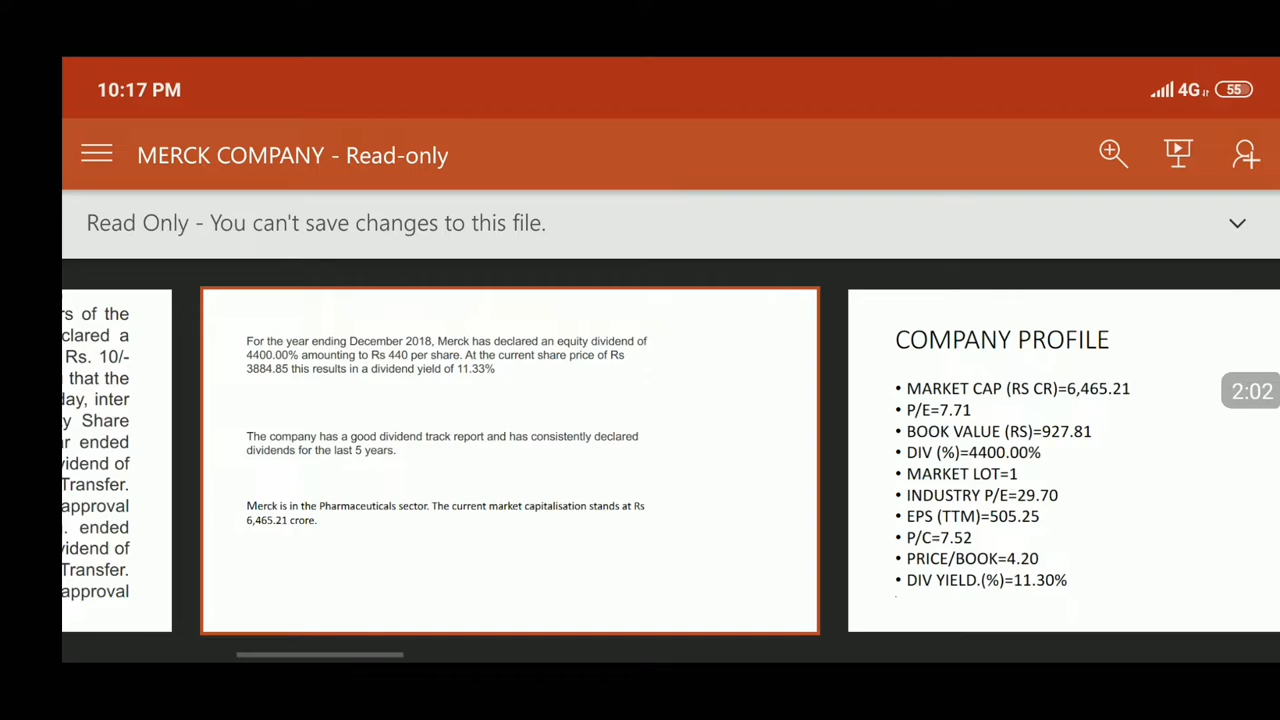 10:17 PM
4G
55
MERCK COMPANY - Read-only
Read Only - You can't save changes to this file.
rs of the
clared a
Rs. 10/-
that the
day, inter
y Share
r ended
vidend of
Transfer.
approval
. ended
vidend of
Transfer.
approval
For the year ending December 2018, Merck has declared an equity dividend of
4400.00% amounting to Rs 440 per share. At the current share price of Rs
3884.85 this results in a dividend yield of 11.33%
The company has a good dividend track report and has consistently declared
dividends for the last 5 years.
Merck is in the Pharmaceuticals sector. The current market capitalisation stands at Rs
6,465.21 crore.
COMPANY PROFILE
• MARKET CAP (RS CR)=6,465.21
• P/E=7.71
• BOOK VALUE (RS)=927.81
• DIV (%)=4400.00%
• MARKET LOT=1
• INDUSTRY P/E=29.70
• EPS (TTM)=505.25
• P/C=7.52
• PRICE/BOOK=4.20
• DIV YIELD.(%)=11.30%
2:02